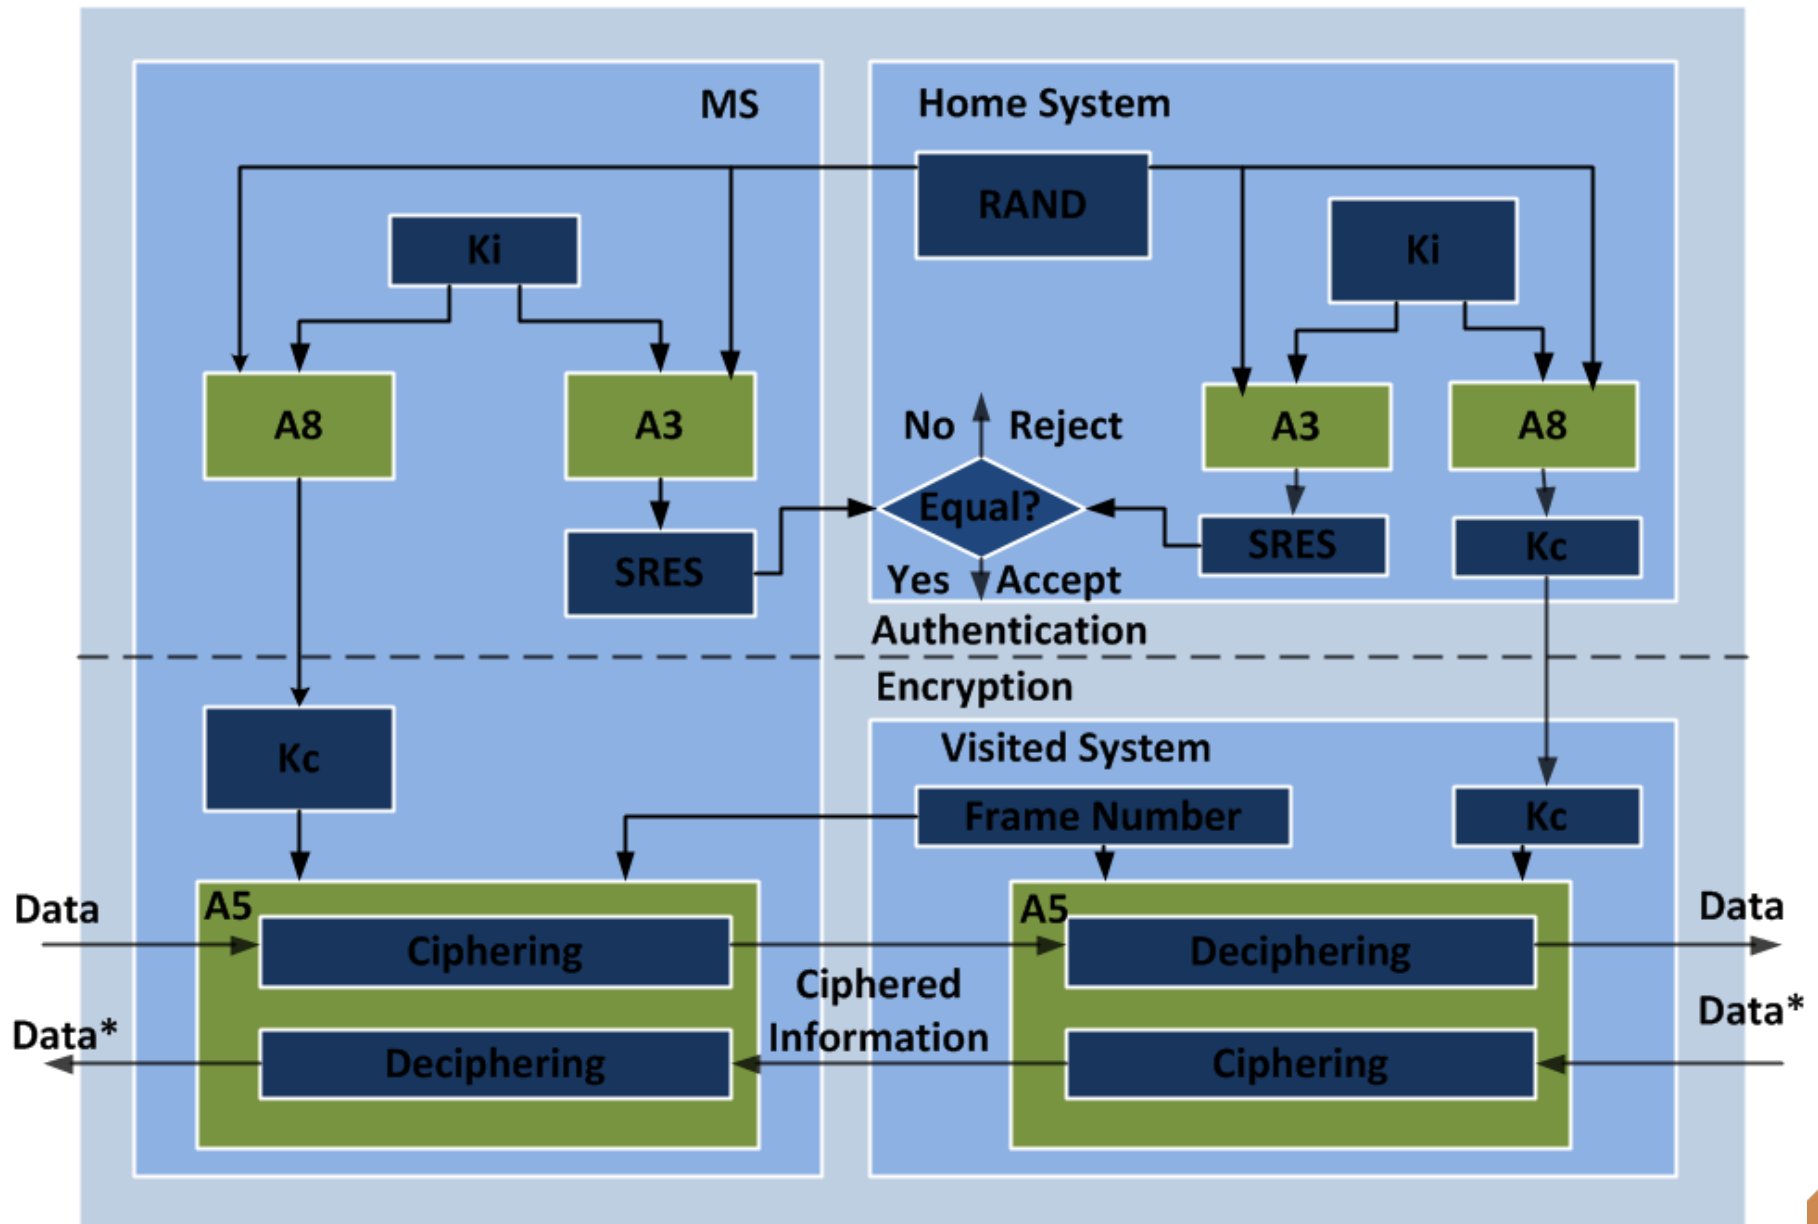 MS
Home System
RAND
Ki
Ki
A8
A3
A3
A8
No
Reject
Equal?
SRES
SRES
Kc
Yes
Accept
Authentication
Encryption
Kc
Visited System
Frame Number
Kc
A5
A5
Data
Ciphering
Deciphering
Data
Ciphered
Information
Data*
Deciphering
Ciphering
Data*